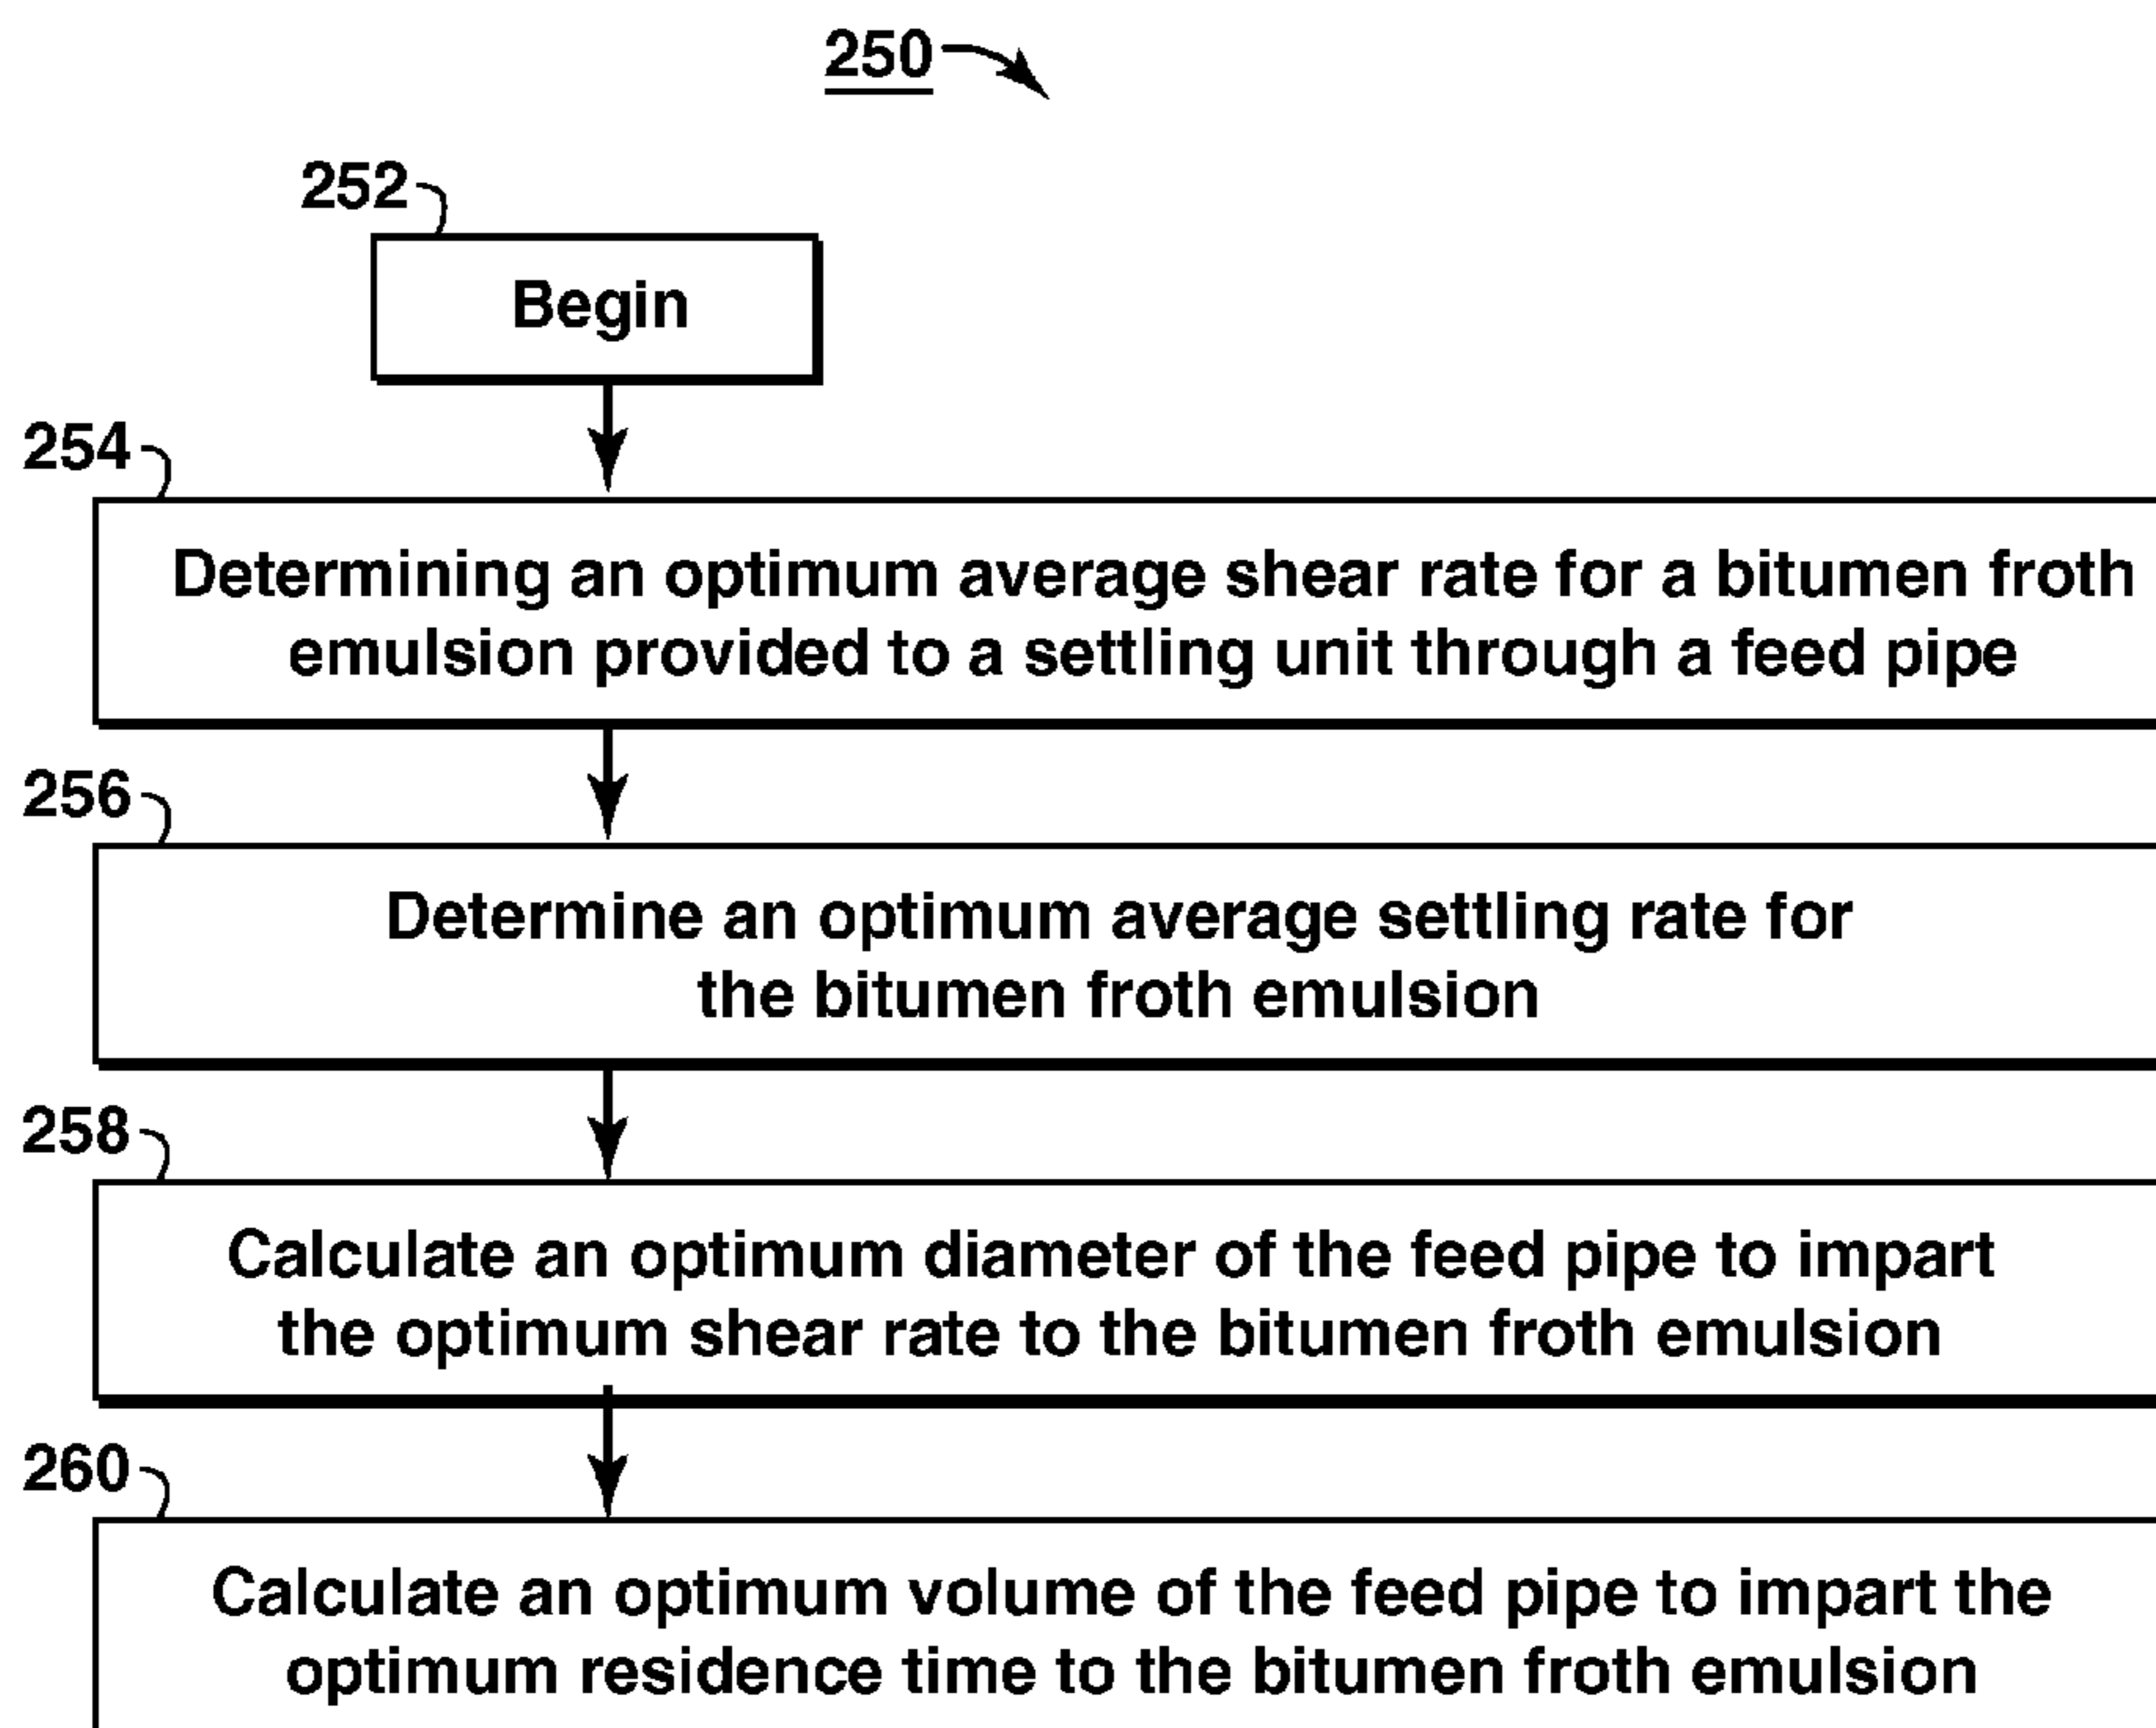 250
252
Begin
254
Determining an optimum average shear rate for a bitumen froth
emulsion provided to a settling unit through a feed pipe
256
Determine an optimum average settling rate for
the bitumen froth emulsion
258
Calculate an optimum diameter of the feed pipe to impart
the optimum shear rate to the bitumen froth emulsion
260
Calculate an optimum volume of the feed pipe to impart the
optimum residence time to the bitumen froth emulsion